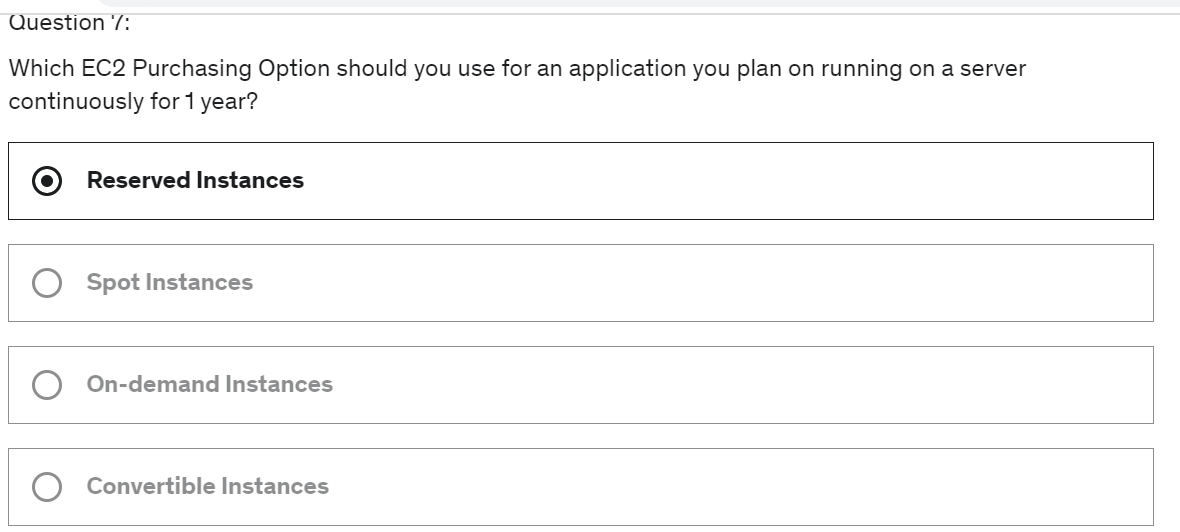 Question 7:
Which EC2 Purchasing Option should you use for an application you plan on running on a server
continuously for 1 year?
Reserved Instances
Spot Instances
On-demand Instances
Convertible Instances